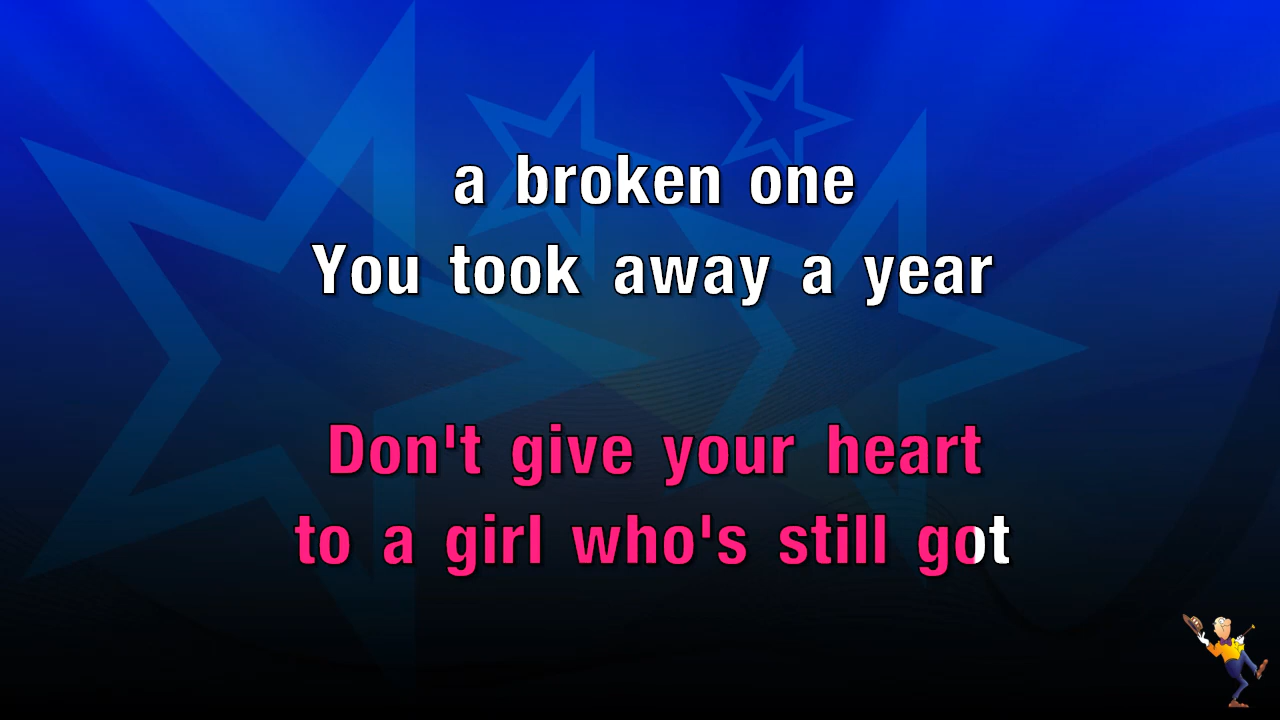 a broken one
You took away a year
Don't give your heart
to a girl who's still got